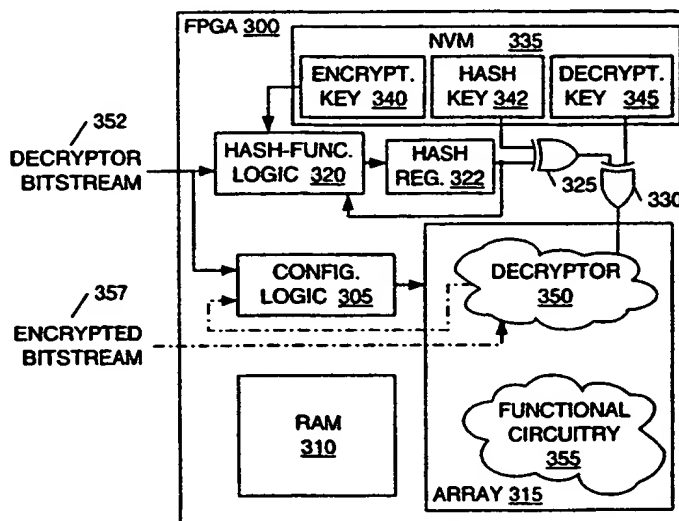 FPGA 300
NVM 335
ENCRYPT.
KEY 340
HASH
KEY 342
DECRYPT.
KEY 345
352
DECRYPTOR
BITSTREAM
HASH-FUNC.
LOGIC 320
HASH
REG. 322
325
330
CONFIG.
LOGIC 305
DECRYPTOR
350
357
ENCRYPTED
BITSTREAM
RAM
310
FUNCTIONAL
CIRCUITRY
355
ARRAY 315